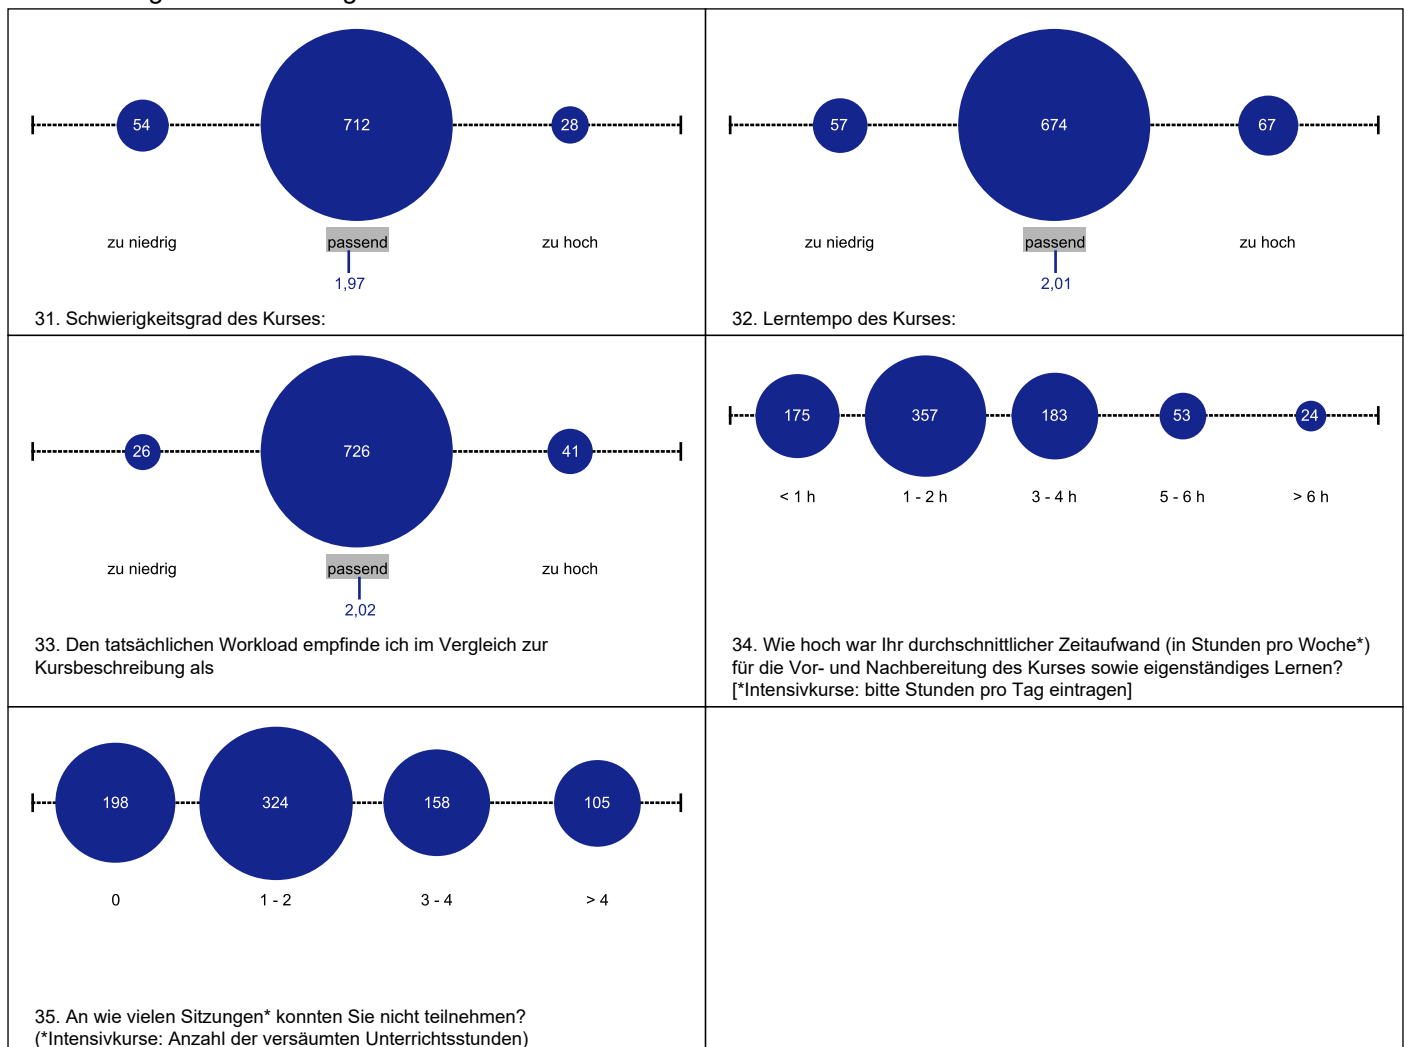 54
712
28
zu niedrig
passend
zu hoch
1,97
31. Schwierigkeitsgrad des Kurses:
57
674
67
zu niedrig
passend
zu hoch
2,01
32. Lerntempo des Kurses:
26
726
41
zu niedrig
passend
zu hoch
2,02
33. Den tatsächlichen Workload empfinde ich im Vergleich zur
Kursbeschreibung als
175
357
183
53
24
< 1 h
1 - 2 h
3 - 4 h
5 - 6 h
> 6 h
34. Wie hoch war Ihr durchschnittlicher Zeitaufwand (in Stunden pro Woche*)
für die Vor- und Nachbereitung des Kurses sowie eigenständiges Lernen?
[*Intensivkurse: bitte Stunden pro Tag eintragen]
198
324
158
105
0
1 - 2
3 - 4
> 4
35. An wie vielen Sitzungen* konnten Sie nicht teilnehmen?
(*Intensivkurse: Anzahl der versäumten Unterrichtsstunden)